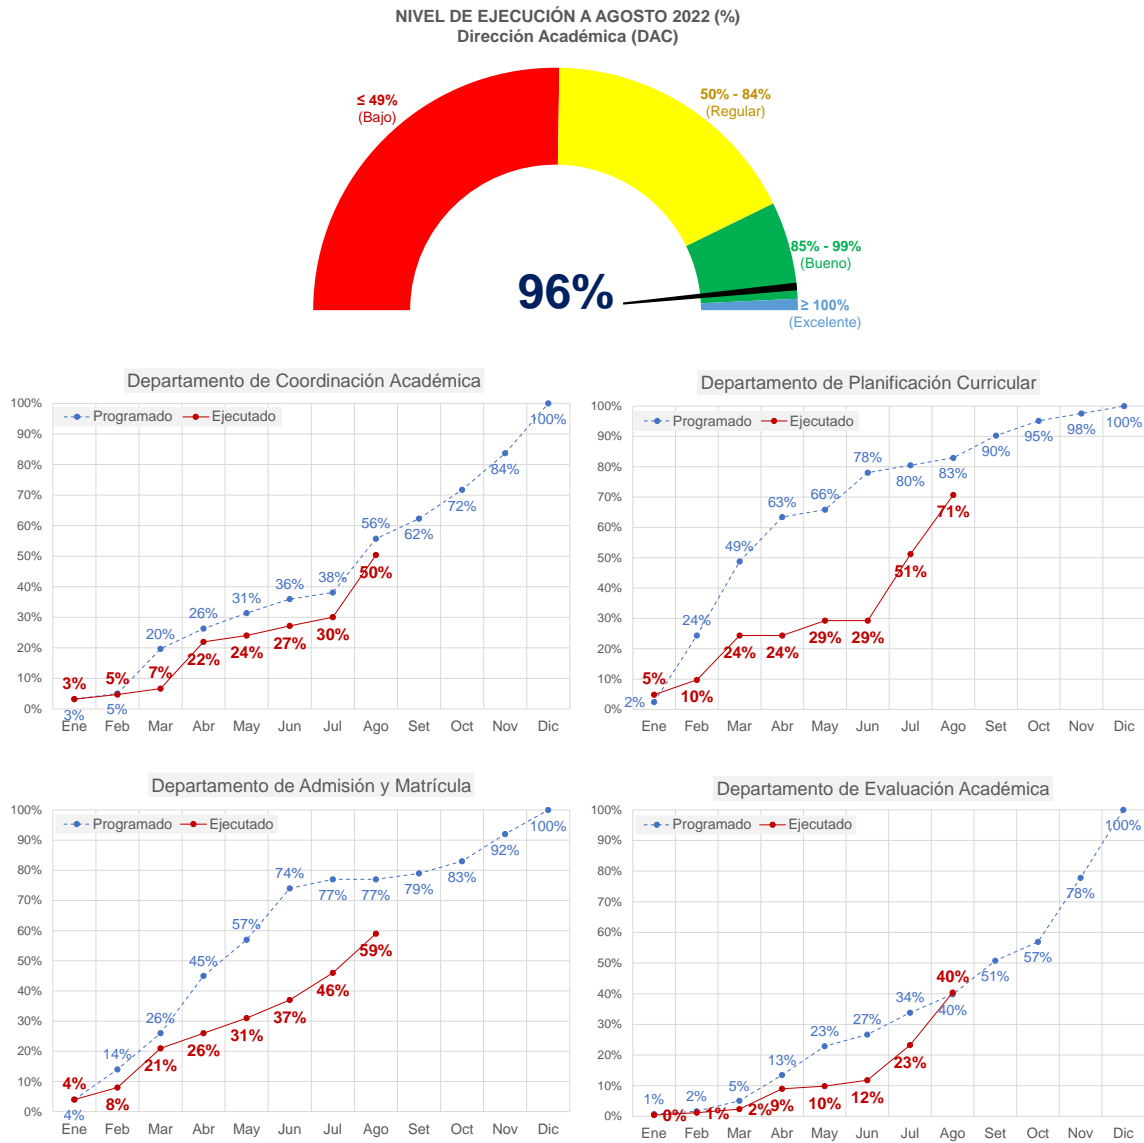 NIVEL DE EJECUCIÓN A AGOSTO 2022 (%)
Dirección Académica (DAC)
≤ 49%
(Bajo)
50% - 84%
(Regular)
85% - 99%
(Bueno)
≥ 100%
(Excelente)
96%
Departamento de Coordinación Académica
Programado Ejecutado
100%
90%
80%
70%
60%
50%
40%
30%
20%
10%
0%
3% 5% 20% 26% 31% 36% 38% 56% 62% 72% 84% 100%
3% 5% 7% 22% 24% 27% 30% 50%
Ene Feb Mar Abr May Jun Jul Ago Set Oct Nov Dic
Departamento de Planificación Curricular
Programado Ejecutado
100%
90%
80%
70%
60%
50%
40%
30%
20%
10%
0%
2% 24% 49% 63% 66% 78% 80% 83% 90% 95% 98% 100%
5% 10% 24% 24% 29% 29% 51% 71%
Ene Feb Mar Abr May Jun Jul Ago Set Oct Nov Dic
Departamento de Admisión y Matrícula
Programado Ejecutado
100%
90%
80%
70%
60%
50%
40%
30%
20%
10%
0%
4% 14% 26% 45% 57% 74% 77% 77% 79% 83% 92% 100%
4% 8% 21% 26% 31% 37% 46% 59%
Ene Feb Mar Abr May Jun Jul Ago Set Oct Nov Dic
Departamento de Evaluación Académica
Programado Ejecutado
100%
90%
80%
70%
60%
50%
40%
30%
20%
10%
0%
1% 2% 5% 13% 23% 27% 34% 40% 51% 57% 78% 100%
0% 1% 2% 9% 10% 12% 23% 40%
Ene Feb Mar Abr May Jun Jul Ago Set Oct Nov Dic